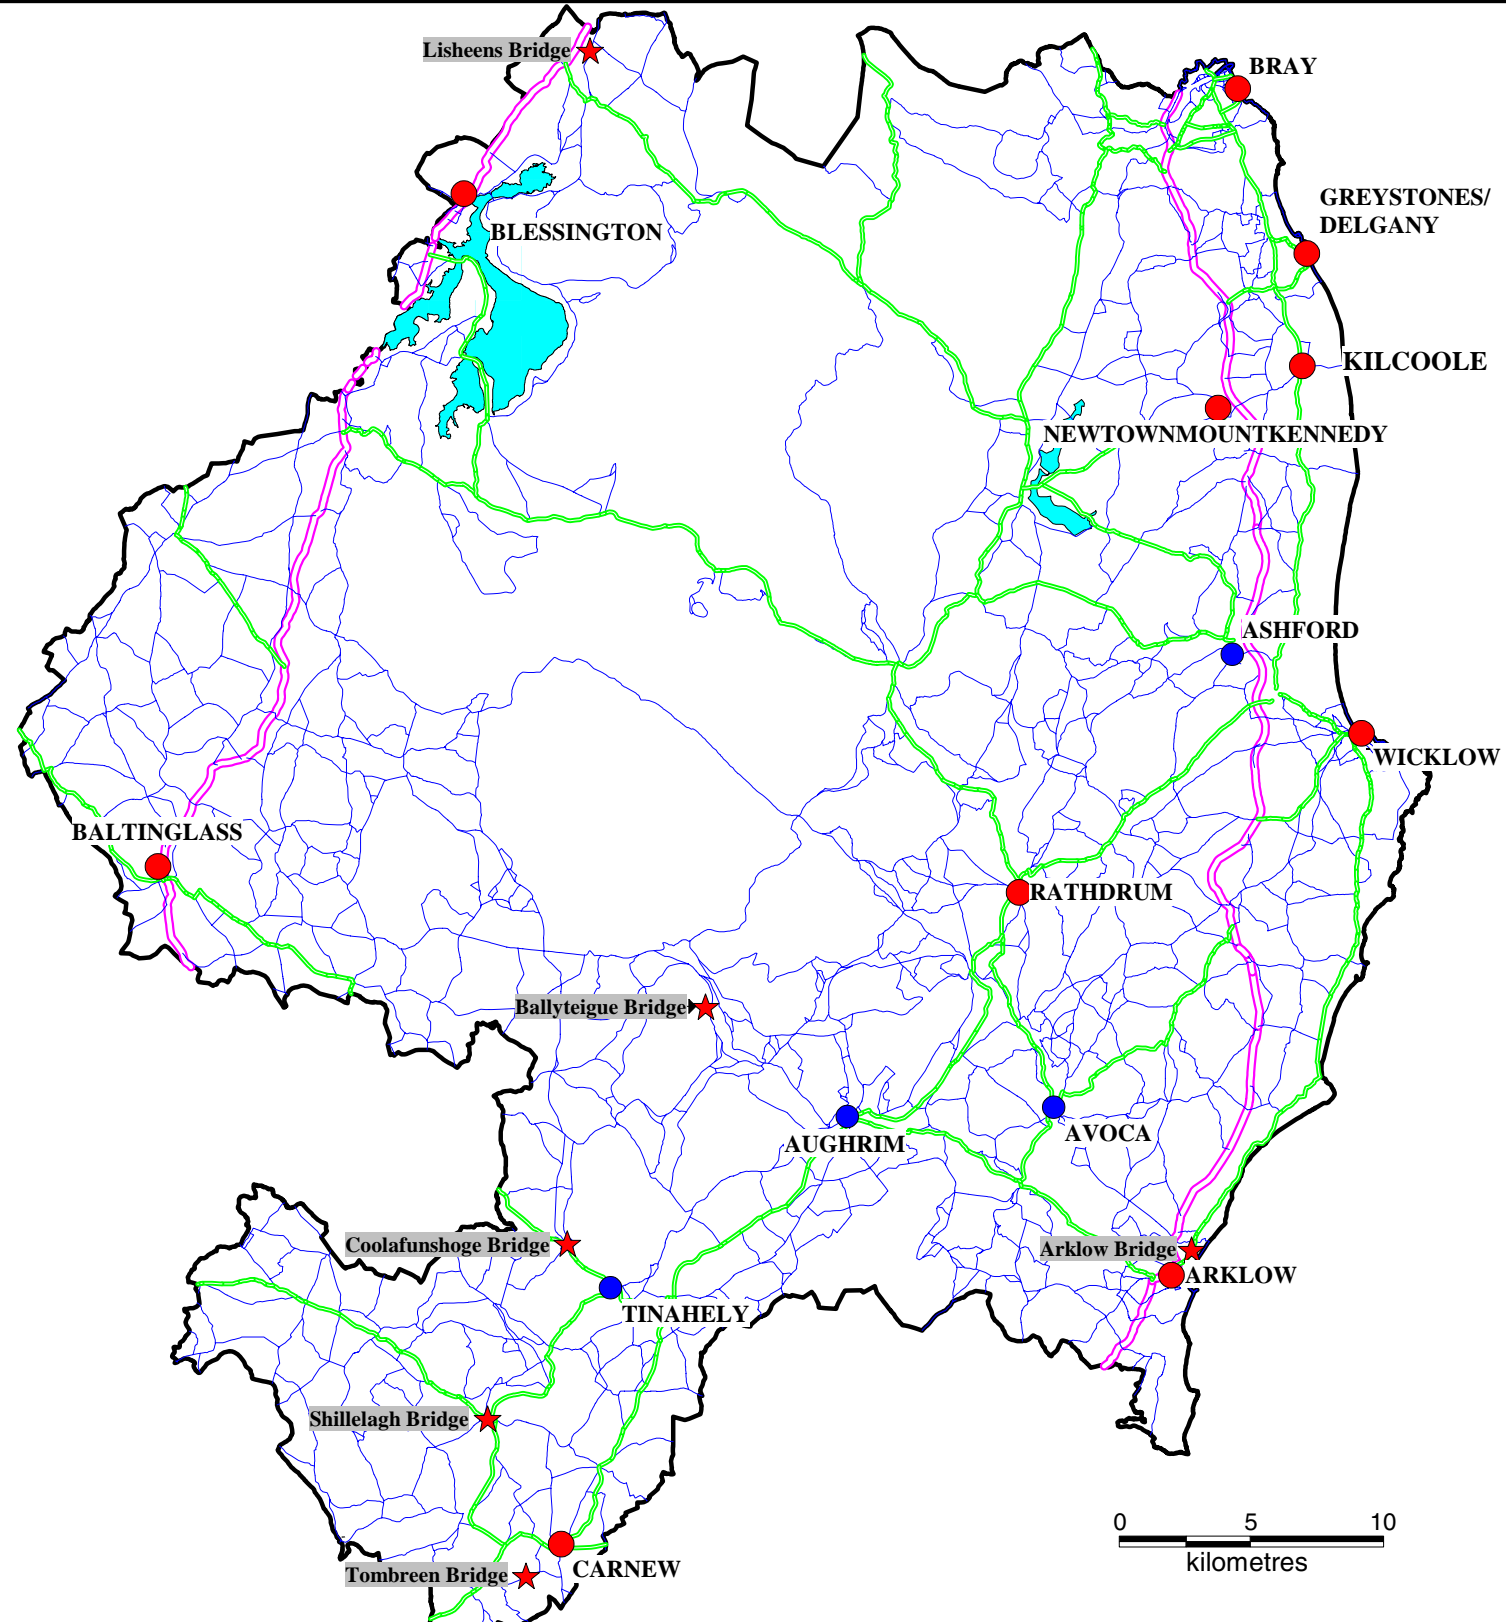 Lisheens Bridge
BRAY
GREYSTONES/
DELGANY
BLESSINGTON
KILCOOLE
NEWTOWNMOUNTKENNEDY
ASHFORD
WICKLOW
BALTINGLASS
RATHDRUM
Ballyteigue Bridge
AVOCA
AUGHRIM
Coolafunshoge Bridge
Arklow Bridge
ARKLOW
TINAHELY
Shillelagh Bridge
0 5 10
kilometres
CARNEW
Tombreen Bridge